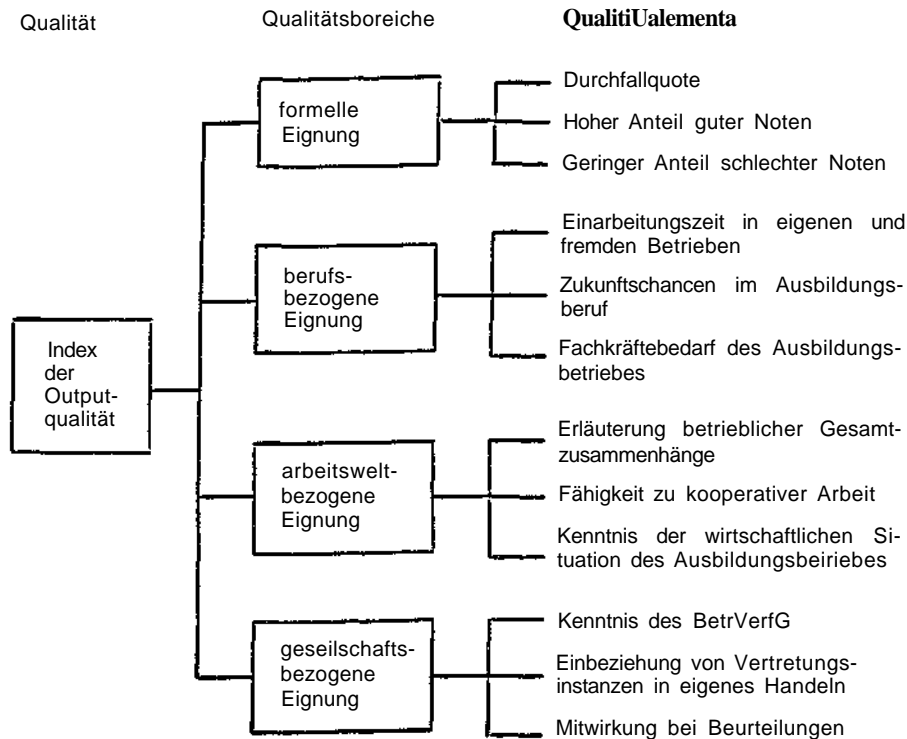 Qualität
Qualitätsboreiche
QualitiUalementa
formelle
Eignung
Durchfallquote
Hoher Anteil guter Noten
Geringer Anteil schlechter Noten
berufs-
bezogene
Eignung
Einarbeitungszeit in eigenen und
fremden Betrieben
Zukunftschancen im Ausbildungs-
beruf
Fachkräftebedarf des Ausbildungs-
betriebes
Index
der
Output-
qualität
arbeitswelt-
bezogene
Eignung
Erläuterung betrieblicher Gesamt-
zusammenhänge
Fähigkeit zu kooperativer Arbeit
Kenntnis der wirtschaftlichen Si-
tuation des Ausbildungsbeiriebes
geseilschafts-
bezogene
Eignung
Kenntnis des BetrVerfG
Einbeziehung von Vertretungs-
instanzen in eigenes Handeln
Mitwirkung bei Beurteilungen